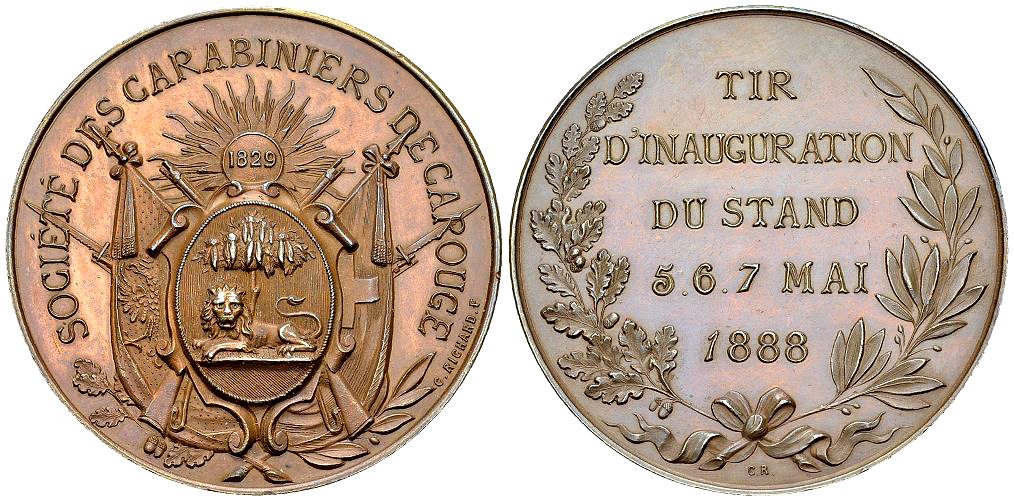 SOCIÉTÉ DES CARABINIERS DE CAROUGE
1829
C. RICHARD. F
TIR
D'INAUGURATION
DU STAND
5.6.7 MAI
1888
C.R.